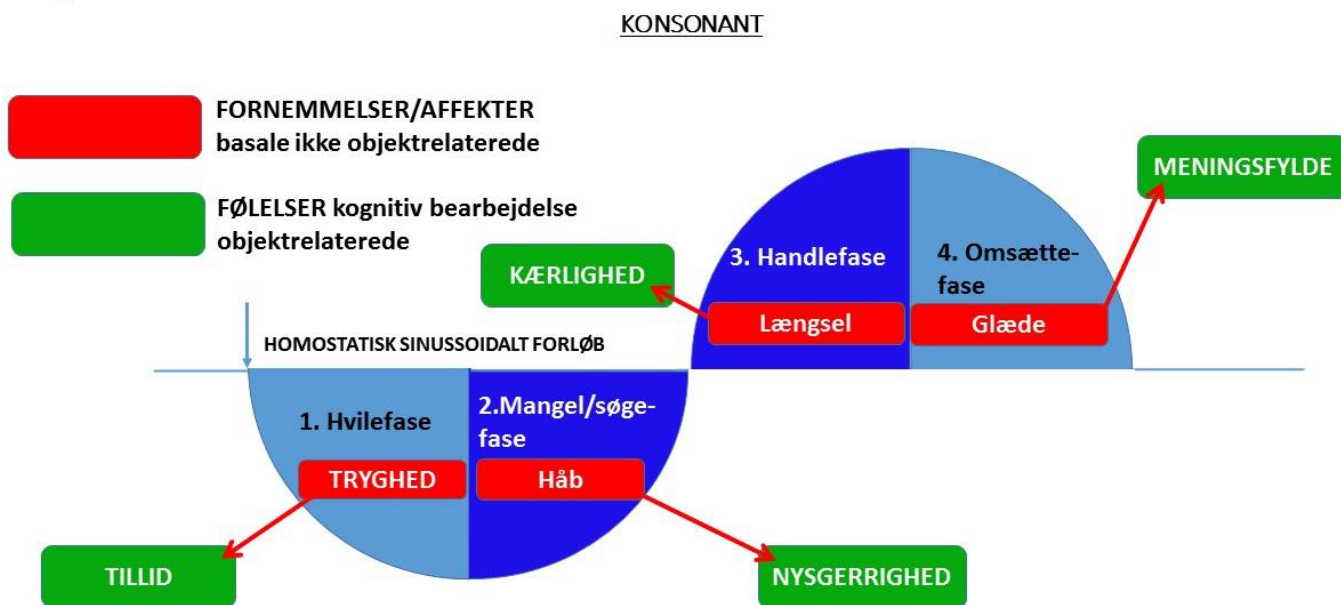 KONSONANT
FORNEMMELSER/AFFEKTER
basale ikke objektrelaterede
FØLELSER kognitiv bearbejdelse
objektrelaterede
MENINGSFYLDE
KÆRLIGHED
3. Handlefase
4. Omsætte-
fase
Længsel
Glæde
HOMOSTATISK SINUSSOIDALT FORLØB
1. Hvilefase
2.Mangel/søge-
fase
TRYGHED
Håb
TILLID
NYSGERRIGHED